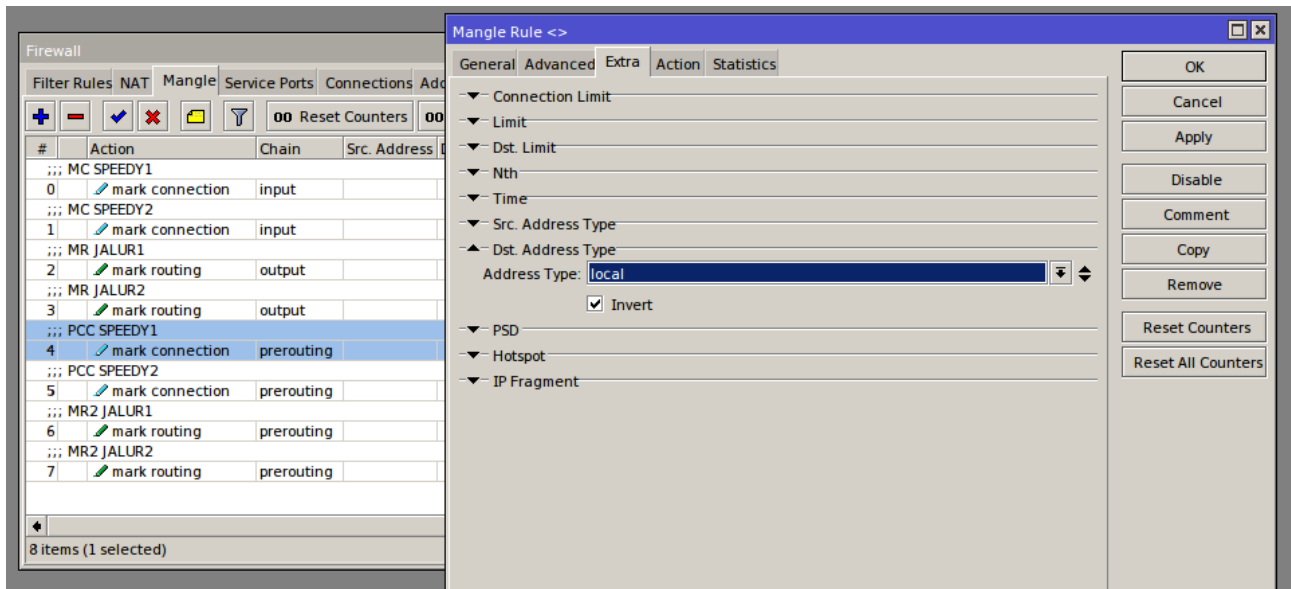 Firewall
Filter Rules NAT Mangle Service Ports Connections Add
00 Reset Counters 00
# Action Chain Src. Address D
;;; MC SPEEDY1
0 mark connection input
;;; MC SPEEDY2
1 mark connection input
;;; MR JALUR1
2 mark routing output
;;; MR JALUR2
3 mark routing output
;;; PCC SPEEDY1
4 mark connection prerouting
;;; PCC SPEEDY2
5 mark connection prerouting
;;; MR2 JALUR1
6 mark routing prerouting
;;; MR2 JALUR2
7 mark routing prerouting
8 items (1 selected)
Mangle Rule <>
General Advanced Extra Action Statistics
Connection Limit
Limit
Dst. Limit
Nth
Time
Src. Address Type
Dst. Address Type
Address Type: local
Invert
PSD
Hotspot
IP Fragment
OK
Cancel
Apply
Disable
Comment
Copy
Remove
Reset Counters
Reset All Counters